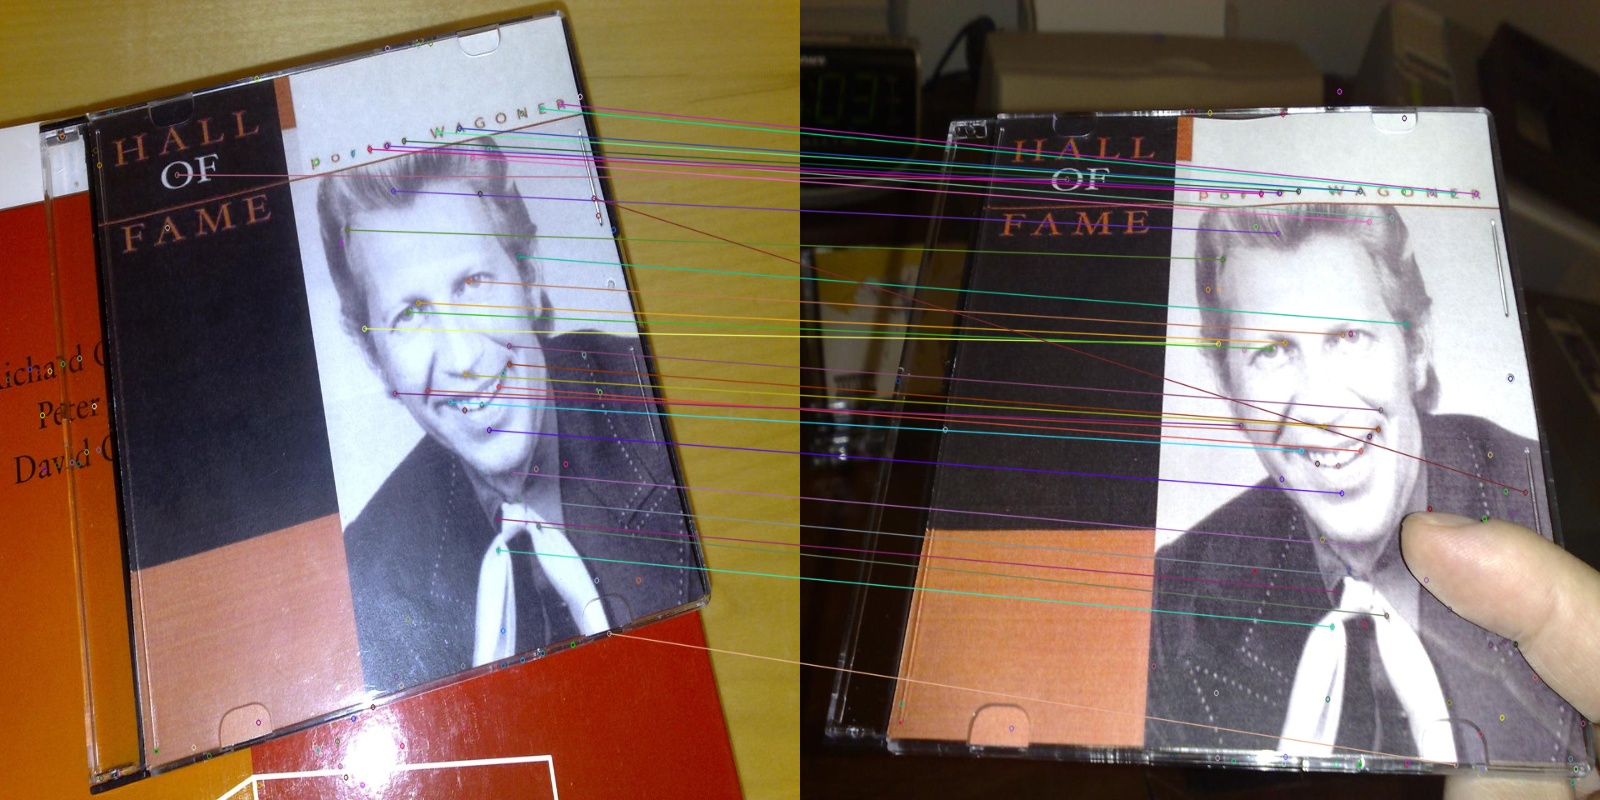 HALL
OF
FAME
PORTER WAGONER
Richard
Peter
David
HALL
OF
FAME
PORTER WAGONER